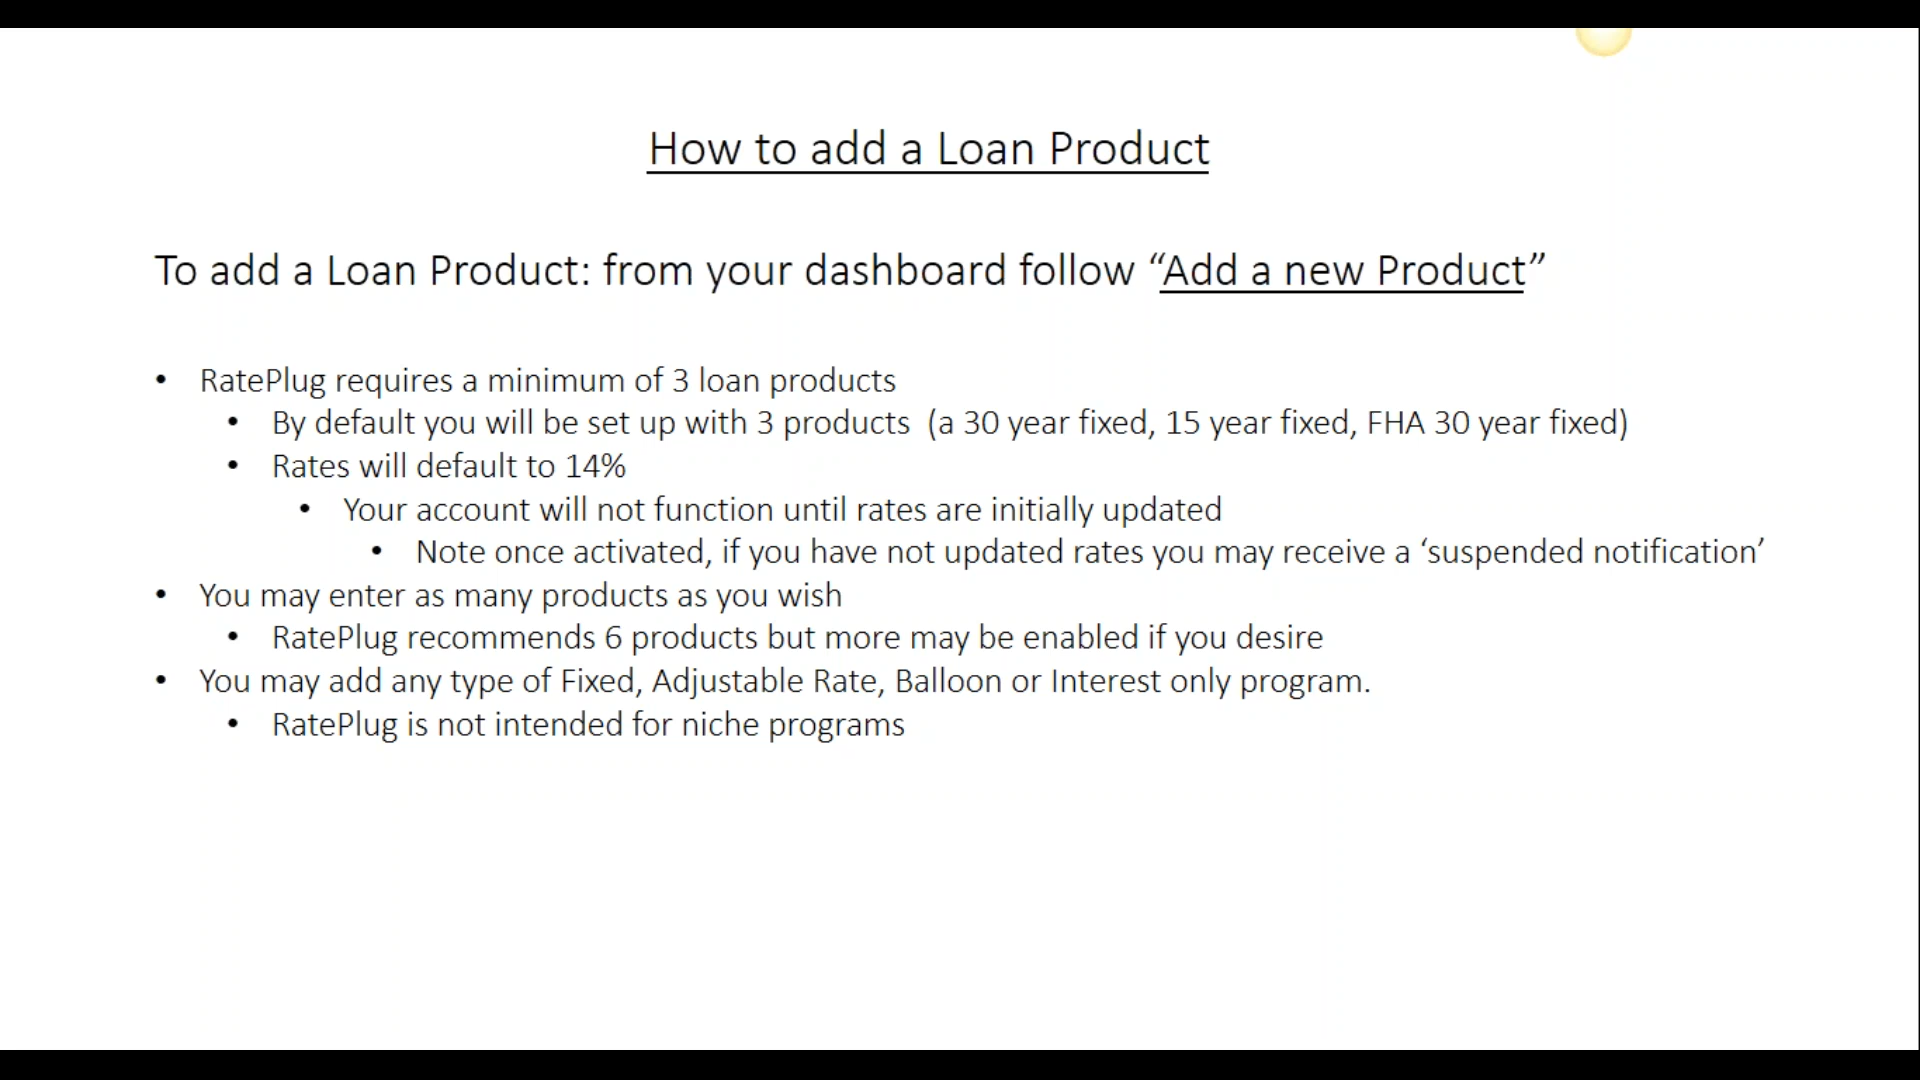 How to add a Loan Product
To add a Loan Product: from your dashboard follow “Add a new Product”
• RatePlug requires a minimum of 3 loan products
• By default you will be set up with 3 products (a 30 year fixed, 15 year fixed, FHA 30 year fixed)
• Rates will default to 14%
• Your account will not function until rates are initially updated
• Note once activated, if you have not updated rates you may receive a ‘suspended notification’
• You may enter as many products as you wish
• RatePlug recommends 6 products but more may be enabled if you desire
• You may add any type of Fixed, Adjustable Rate, Balloon or Interest only program.
• RatePlug is not intended for niche programs